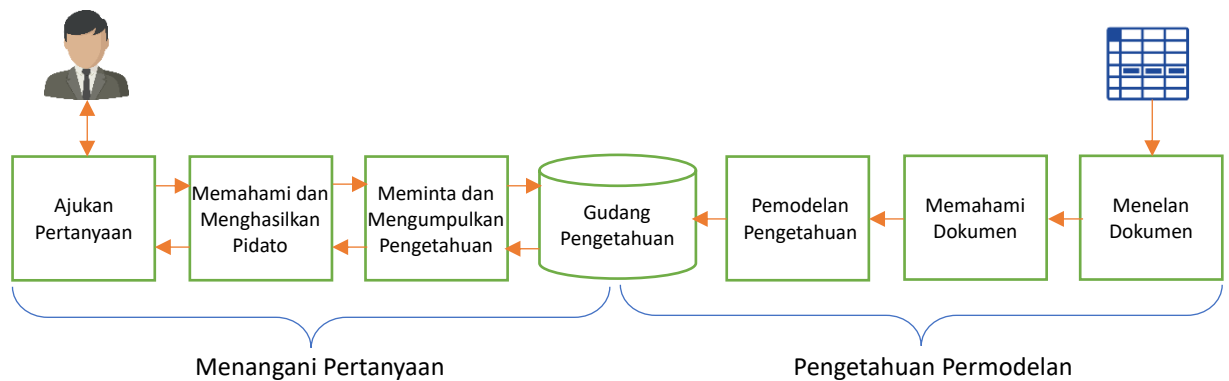 Ajukan
Pertanyaan
Memahami dan
Menghasilkan
Pidato
Meminta dan
Mengumpulkan
Pengetahuan
Gudang
Pengetahuan
Pemodelan
Pengetahuan
Memahami
Dokumen
Menelan
Dokumen
Menangani Pertanyaan
Pengetahuan Permodelan